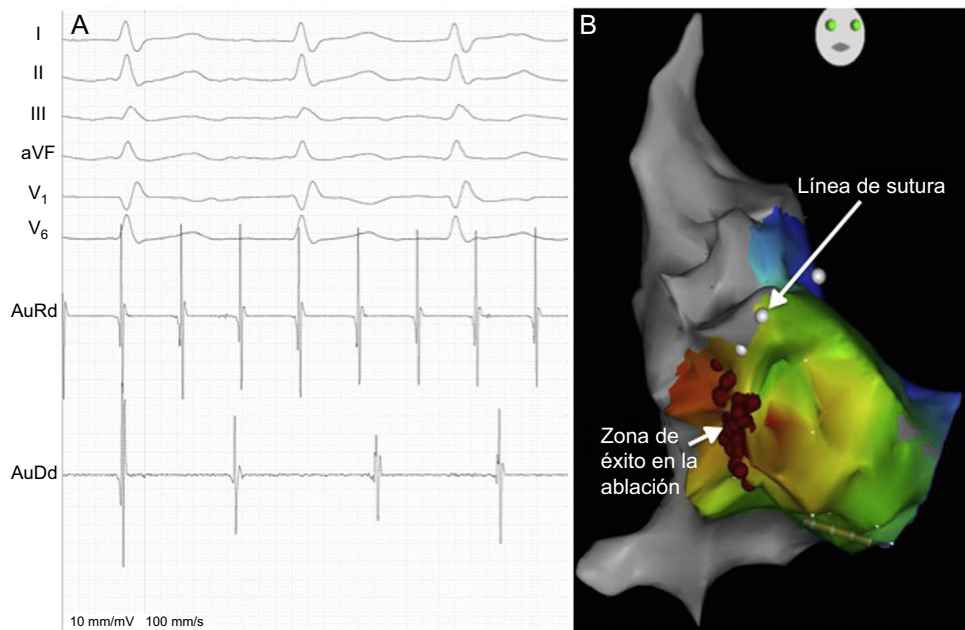 A
I
II
III
aVF
V1
V6
AuRd
AuDd
10 mm/mV 100 mm/s
B
Línea de sutura
Zona de
éxito en la
ablación